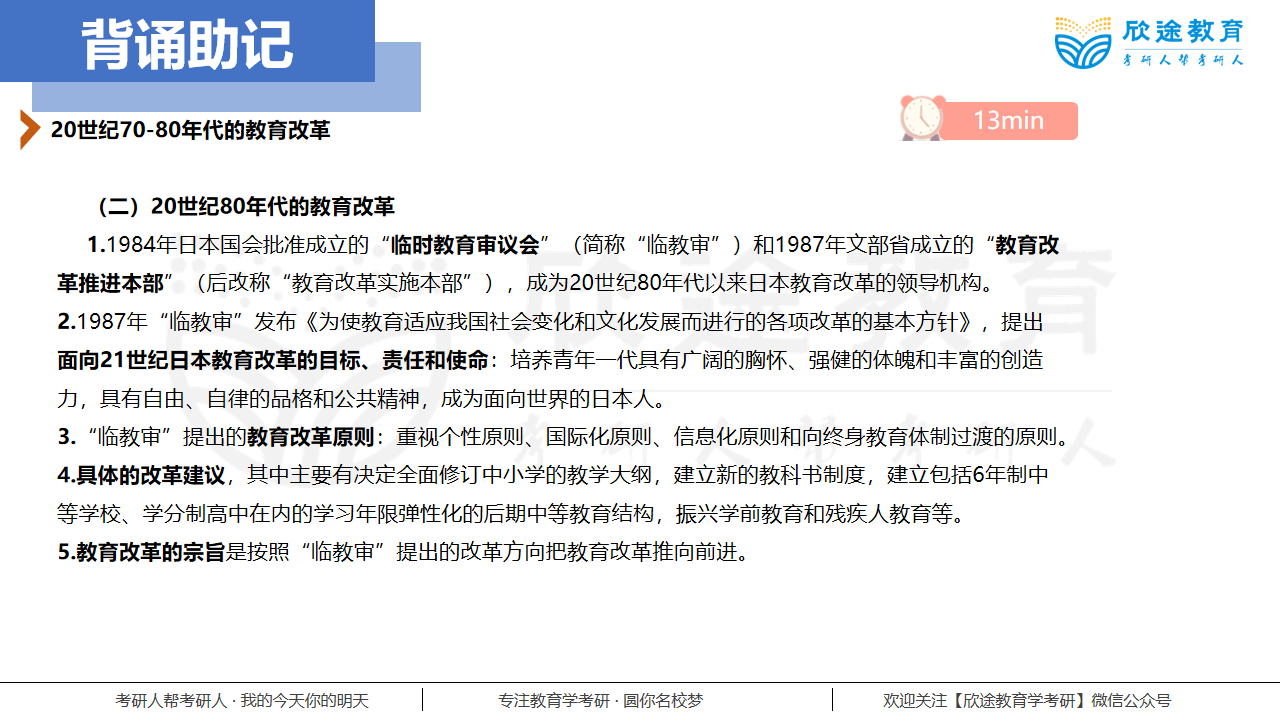 背诵助记
欣途教育
考研人帮考研人
20世纪70-80年代的教育改革
13min
（二）20世纪80年代的教育改革
1.1984年日本国会批准成立的“临时教育审议会”（简称“临教审”）和1987年文部省成立的“教育改
革推进本部”（后改称“教育改革实施本部”），成为20世纪80年代以来日本教育改革的领导机构。
2.1987年“临教审”发布《为使教育适应我国社会变化和文化发展而进行的各项改革的基本方针》，提出
面向21世纪日本教育改革的目标、责任和使命：培养青年一代具有广阔的胸怀、强健的体魄和丰富的创造
力，具有自由、自律的品格和公共精神，成为面向世界的日本人。
3.“临教审”提出的教育改革原则：重视个性原则、国际化原则、信息化原则和向终身教育体制过渡的原则。
4.具体的改革建议，其中主要有决定全面修订中小学的教学大纲，建立新的教科书制度，建立包括6年制中
等学校、学分制高中在内的学习年限弹性化的后期中等教育结构，振兴学前教育和残疾人教育等。
5.教育改革的宗旨是按照“临教审”提出的改革方向把教育改革推向前进。
欣途教育
考研人帮考研人
考研人帮考研人 · 我的今天你的明天
专注教育学考研 · 圆你名校梦
欢迎关注【欣途教育学考研】微信公众号